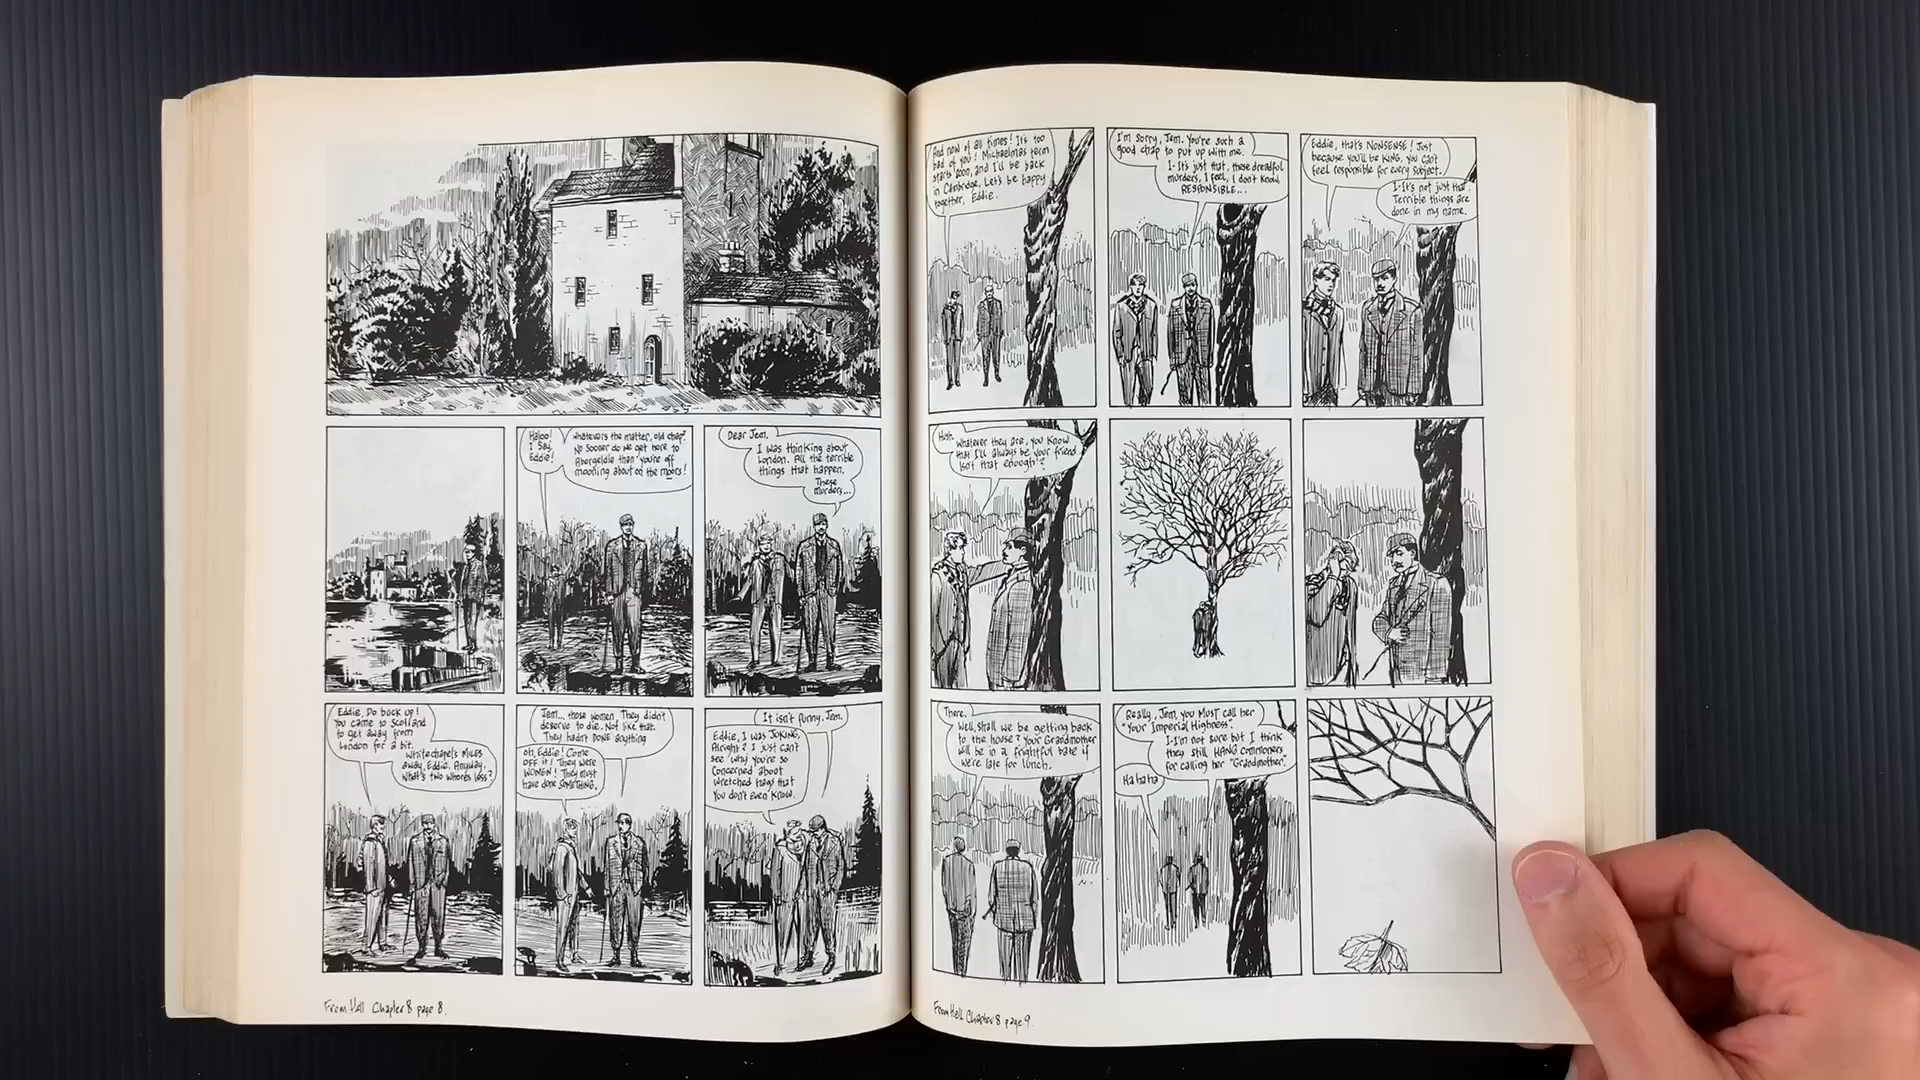 Haloo!
I Say,
Eddie!
Whatever's the matter, old chap?
No sooner do we get here to
Abergeldie than you're off
mooning about on the moors!
Dear Jem.
I was thinking about
London. All the terrible
things that happen.
These
Murders...
Eddie, Do buck up!
You came to Scotland
to get away from
London for a bit.
Whitechapel's MILES
away, Eddie. Anyway,
What's two whores less?
Jem... those women. They didn't
deserve to die. Not like that.
They hadn't DONE anything
Oh, Eddie! Come
OFF it! They were
WOMEN! They must
have done SOMETHING.
It isn't funny, Jem.
Eddie, I was JOKING,
Alright? I just can't
see why you're so
Concerned about
wretched hags that
You don't even know.
From Hell Chapter 8 page 8.
And now of all times! It's too
bad of you! Michaelmas term
starts soon, and I'll be back
in Cambridge. Let's be happy
together, Eddie.
I'm sorry, Jem. You're such a
good chap to put up with me.
I-It's just that, these dreadful
murders, I feel, I don't know,
RESPONSIBLE...
Eddie, that's NONSENSE! Just
because you'll be KING, you can't
feel responsible for every subject.
I-It's not just that.
Terrible things are
done in my name.
Hush.
Whatever they are, you know
that I'll always be your friend
Isn't that enough?
There.
Well, shall we be getting back
to the house? Your Grandmother
will be in a frightful bate if
we're late for lunch.
Really, Jem, you MUST call her
"Your Imperial Highness".
I-I'm not sure but I think
they still HANG commoners
for calling her "Grandmother".
Ha ha ha
From Hell Chapter 8 page 9.